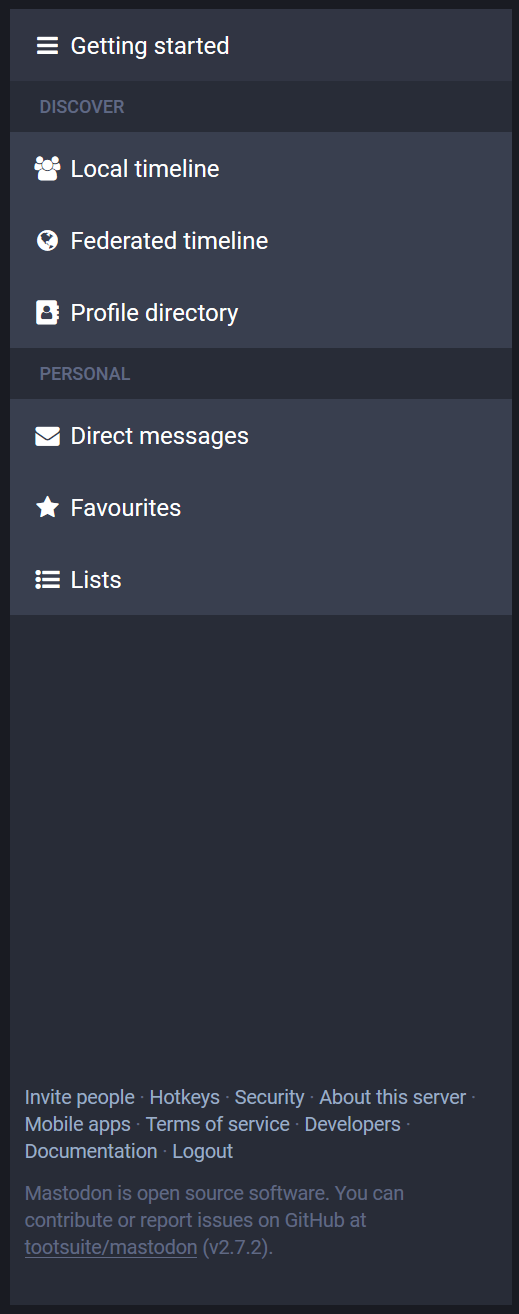 Getting started
DISCOVER
Local timeline
Federated timeline
Profile directory
PERSONAL
Direct messages
Favourites
Lists
Invite people · Hotkeys · Security · About this server ·
Mobile apps · Terms of service · Developers ·
Documentation · Logout
Mastodon is open source software. You can
contribute or report issues on GitHub at
tootsuite/mastodon (v2.7.2).